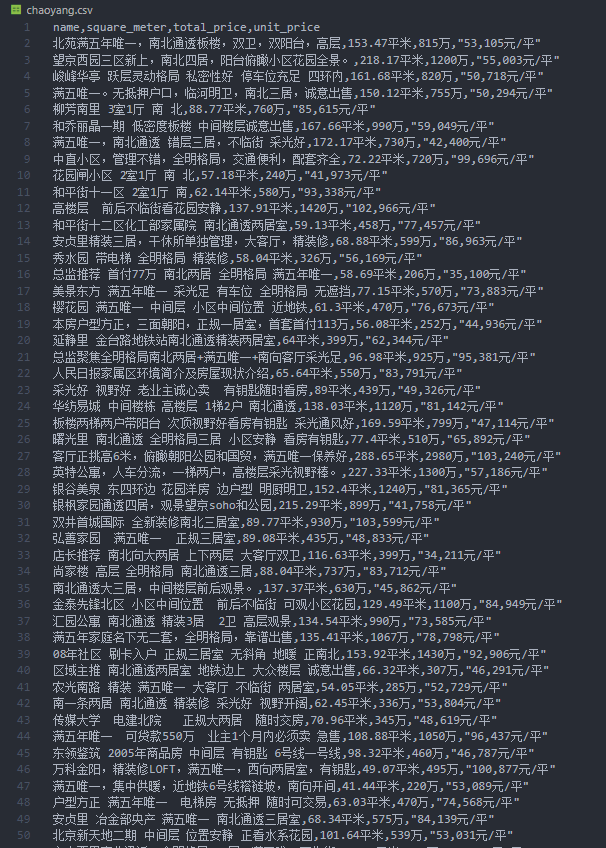 chaoyang.csv
1 name,square_meter,total_price,unit_price
2 北苑满五年唯一，南北通透板楼，双卫，双阳台，高层,153.47平米,815万,"53,105元/平"
3 望京西园三区新上，南北四居，阳台俯瞰小区花园全景。,218.17平米,1200万,"55,003元/平"
4 峻峰华亭 跃层灵动格局 私密性好 停车位充足 四环内,161.68平米,820万,"50,718元/平"
5 满五唯一。无抵押户口，临河明卫，南北三居，诚意出售,150.12平米,755万,"50,294元/平"
6 柳芳南里 3室1厅 南 北,88.77平米,760万,"85,615元/平"
7 和乔丽晶一期 低密度板楼 中间楼层诚意出售,167.66平米,990万,"59,049元/平"
8 满五唯一，南北通透 错层三居，不临街 采光好,172.17平米,730万,"42,400元/平"
9 中直小区，管理不错，全明格局，交通便利，配套齐全,72.22平米,720万,"99,696元/平"
10 花园闸小区 2室1厅 南 北,57.18平米,240万,"41,973元/平"
11 和平街十一区 2室1厅 南,62.14平米,580万,"93,338元/平"
12 高楼层  前后不临街看花园安静,137.91平米,1420万,"102,966元/平"
13 和平街十二区化工部家属院 南北通透两居室,59.13平米,458万,"77,457元/平"
14 安贞里精装三居，干休所单独管理，大客厅，精装修,68.88平米,599万,"86,963元/平"
15 秀水园 带电梯 全明格局 精装修,58.04平米,326万,"56,169元/平"
16 总监推荐 首付77万 南北两居 全明格局 满五年唯一,58.69平米,206万,"35,100元/平"
17 美景东方 满五年唯一 采光足 有车位 全明格局 无遮挡,77.15平米,570万,"73,883元/平"
18 樱花园 满五唯一 中间层 小区中间位置 近地铁,61.3平米,470万,"76,673元/平"
19 本房户型方正，三面朝阳，正规一居室，首套首付113万,56.08平米,252万,"44,936元/平"
20 延静里 金台路地铁站南北通透精装两居室,64平米,399万,"62,344元/平"
21 总监聚焦全明格局南北两居+满五唯一+南向客厅采光足,96.98平米,925万,"95,381元/平"
22 人民日报家属区环境简介及房屋现状介绍,65.64平米,550万,"83,791元/平"
23 采光好 视野好 老业主诚心卖  有钥匙随时看房,89平米,439万,"49,326元/平"
24 华纺易城 中间楼栋 高楼层 1梯2户 南北通透,138.03平米,1120万,"81,142元/平"
25 板楼两梯两户带阳台 次顶视野好看房有钥匙 采光通风好,169.59平米,799万,"47,114元/平"
26 曙光里 南北通透 全明格局三居 小区安静 看房有钥匙,77.4平米,510万,"65,892元/平"
27 客厅正挑高6米，俯瞰朝阳公园和国贸，满五唯一保养好,288.65平米,2980万,"103,240元/平"
28 英特公寓，人车分流，一梯两户，高楼层采光视野棒。,227.33平米,1300万,"57,186元/平"
29 银谷美泉 东四环边 花园洋房 边户型 明厨明卫,152.4平米,1240万,"81,365元/平"
30 银枫家园通透四居，观景望京soho和公园,215.29平米,899万,"41,758元/平"
31 双井首城国际 全新装修南北三居室,89.77平米,930万,"103,599元/平"
32 弘善家园  满五唯一  正规三居室,89.08平米,435万,"48,833元/平"
33 店长推荐 南北向大两居 上下两层 大客厅双卫,116.63平米,399万,"34,211元/平"
34 尚家楼 高层 全明格局 南北通透三居,88.04平米,737万,"83,712元/平"
35 南北通透大三居，中间楼层前后观景。,137.37平米,630万,"45,862元/平"
36 金泰先锋北区 小区中间位置  前后不临街 可观小区花园,129.49平米,1100万,"84,949元/平"
37 汇园公寓 南北通透 精装3居  2卫 高层观景,134.54平米,990万,"73,585元/平"
38 满五年家庭名下无二套，全明格局，靠谱出售,135.41平米,1067万,"78,798元/平"
39 08年社区 刷卡入户 正规三居室 无斜角 地暖 正南北,153.92平米,1430万,"92,906元/平"
40 区域主推 南北通透两居室 地铁边上 大众楼层 诚意出售,66.32平米,307万,"46,291元/平"
41 农光南路 精装 满五唯一 大客厅 不临街 两居室,54.05平米,285万,"52,729元/平"
42 南一条两居 南北通透 精装修 采光好 视野开阔,62.45平米,336万,"53,804元/平"
43 传媒大学  电建北院   正规大两居  随时交房,70.96平米,345万,"48,619元/平"
44 满五年唯一  可贷款550万  业主1个月内必须卖 急售,108.88平米,1050万,"96,437元/平"
45 东领鉴筑 2005年商品房 中间层 有钥匙 6号线一号线,98.32平米,460万,"46,787元/平"
46 万科金阳，精装修LOFT，满五唯一，西向两居室，有钥匙,49.07平米,495万,"100,877元/平"
47 满五唯一，集中供暖，近地铁6号线褡裢坡，南向开间,41.44平米,220万,"53,089元/平"
48 户型方正 满五年唯一  电梯房 无抵押 随时可交易,63.03平米,470万,"74,568元/平"
49 安贞里 冶金部央产 满五唯一 南北通透三居室,68.34平米,575万,"84,139元/平"
50 北京新天地二期 中间层 位置安静 正看水系花园,101.64平米,539万,"53,031元/平"